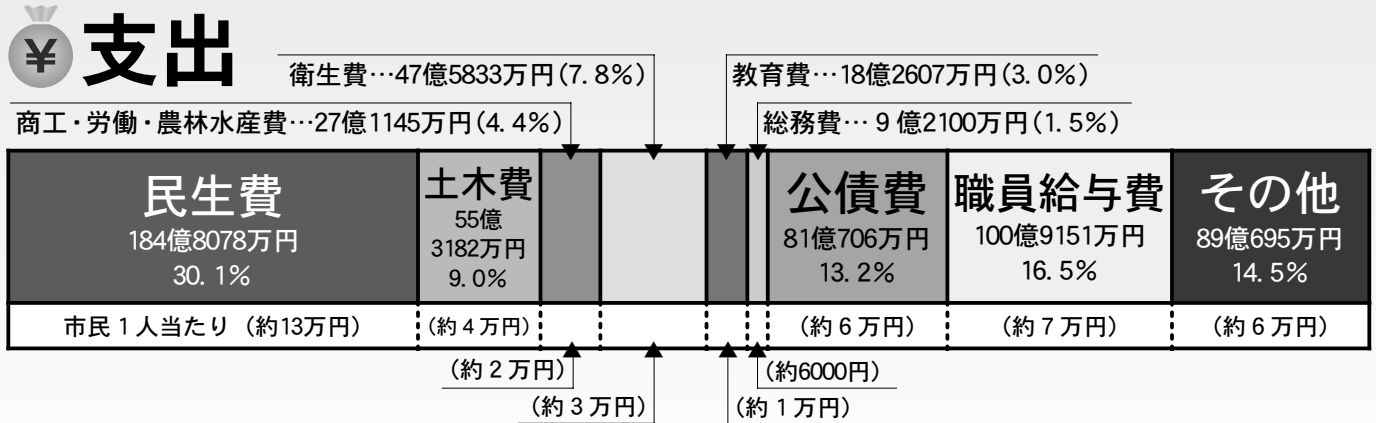 ¥
支出
衛生費…47億5833万円(7.8%)
教育費…18億2607万円(3.0%)
商工・労働・農林水産費…27億1145万円(4.4%)
総務費…9億2100万円(1.5%)
民生費
184億8078万円
30.1%
土木費
55億
3182万円
9.0%
公債費
81億706万円
13.2%
職員給与費
100億9151万円
16.5%
その他
89億695万円
14.5%
市民1人当たり(約13万円)
(約4万円)
(約6万円)
(約7万円)
(約6万円)
(約2万円)
(約6000円)
(約3万円)
(約1万円)